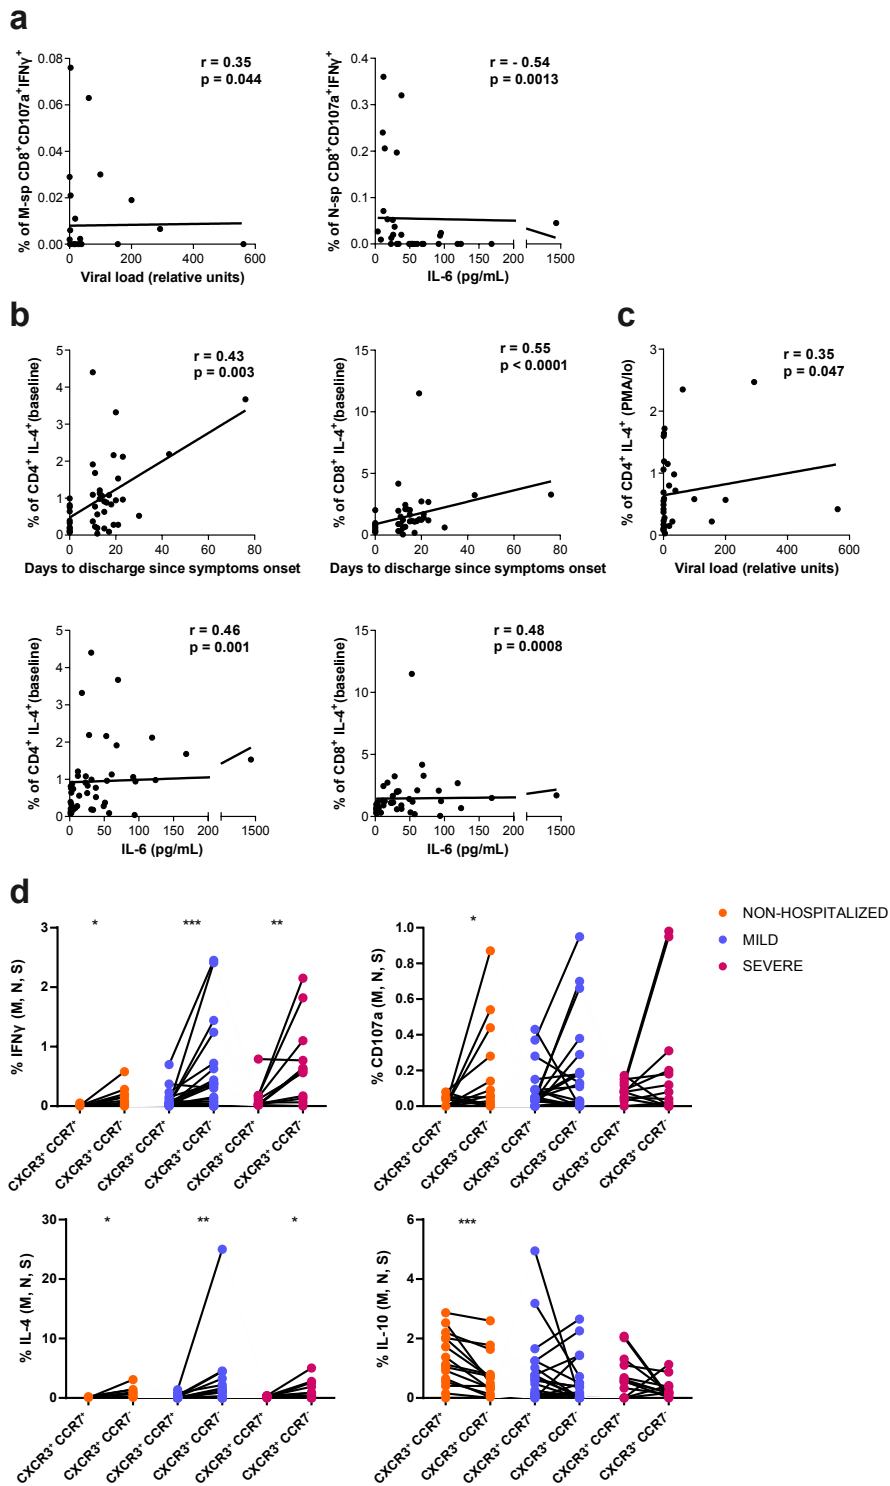 a
r = 0.35
p = 0.044
% of M-sp CD8⁺CD107a⁺IFNγ⁺
0.08
0.06
0.04
0.02
0.00
0
200
400
600
Viral load (relative units)
r = - 0.54
p = 0.0013
% of N-sp CD8⁺CD107a⁺IFNγ⁺
0.4
0.3
0.2
0.1
0.0
0
50
100
150
200
1500
IL-6 (pg/mL)
b
r = 0.43
p = 0.003
% of CD4⁺ IL-4⁺(baseline)
5
4
3
2
1
0
0
20
40
60
80
Days to discharge since symptoms onset
r = 0.55
p < 0.0001
% of CD8⁺ IL-4⁺(baseline)
15
10
5
0
0
20
40
60
80
Days to discharge since symptoms onset
c
r = 0.35
p = 0.047
% of CD4⁺ IL-4⁺ (PMA/Io)
3
2
1
0
0
200
400
600
Viral load (relative units)
r = 0.46
p = 0.001
% of CD4⁺ IL-4⁺(baseline)
5
4
3
2
1
0
0
50
100
150
200
1500
IL-6 (pg/mL)
r = 0.48
p = 0.0008
% of CD8⁺ IL-4⁺(baseline)
15
10
5
0
0
50
100
150
200
1500
IL-6 (pg/mL)
d
* *** **
% IFNγ (M, N, S)
3
2
1
0
CXCR3⁺ CCR7⁺
CXCR3⁺ CCR7⁻
CXCR3⁺ CCR7⁺
CXCR3⁺ CCR7⁻
CXCR3⁺ CCR7⁺
CXCR3⁺ CCR7⁻
*
% CD107a (M, N, S)
1.0
0.8
0.6
0.4
0.2
0.0
CXCR3⁺ CCR7⁺
CXCR3⁺ CCR7⁻
CXCR3⁺ CCR7⁺
CXCR3⁺ CCR7⁻
CXCR3⁺ CCR7⁺
CXCR3⁺ CCR7⁻
NON-HOSPITALIZED
MILD
SEVERE
* ** *
% IL-4 (M, N, S)
30
20
10
0
CXCR3⁺ CCR7⁺
CXCR3⁺ CCR7⁻
CXCR3⁺ CCR7⁺
CXCR3⁺ CCR7⁻
CXCR3⁺ CCR7⁺
CXCR3⁺ CCR7⁻
***
% IL-10 (M, N, S)
6
4
2
0
CXCR3⁺ CCR7⁺
CXCR3⁺ CCR7⁻
CXCR3⁺ CCR7⁺
CXCR3⁺ CCR7⁻
CXCR3⁺ CCR7⁺
CXCR3⁺ CCR7⁻